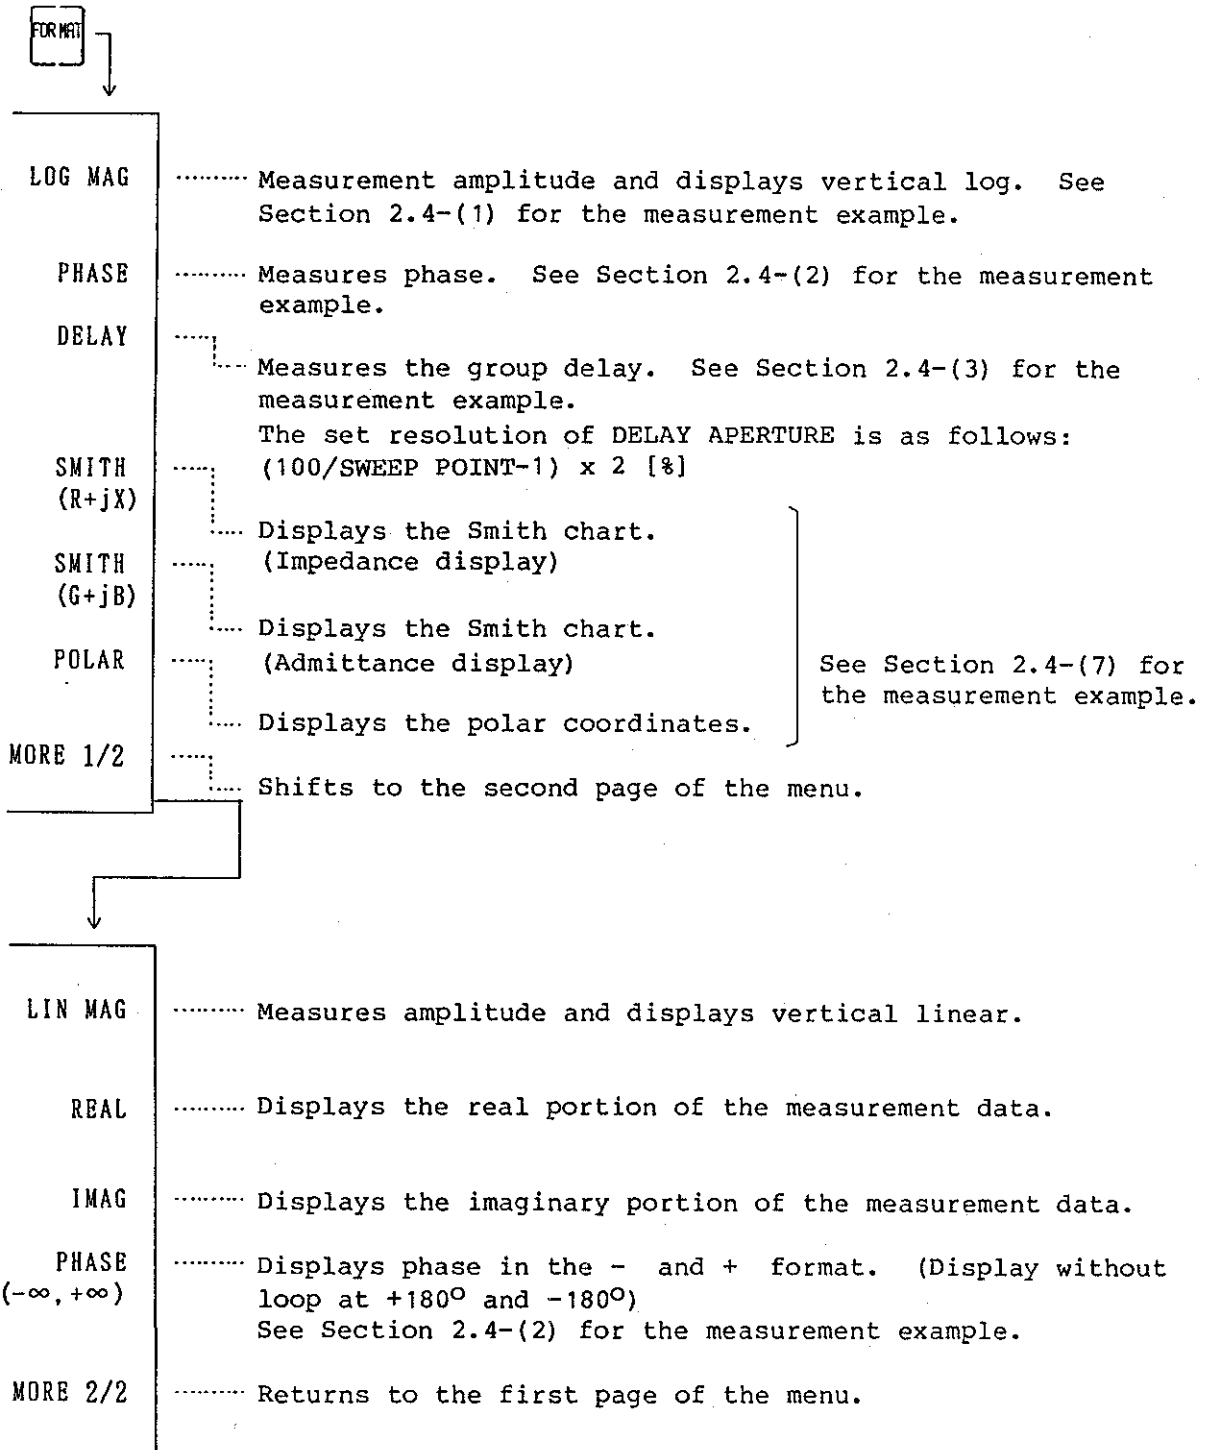 FORMAT
LOG MAG ·········· Measurement amplitude and displays vertical log. See
Section 2.4-(1) for the measurement example.
PHASE ·········· Measures phase. See Section 2.4-(2) for the measurement
example.
DELAY
Measures the group delay. See Section 2.4-(3) for the
measurement example.
The set resolution of DELAY APERTURE is as follows:
(100/SWEEP POINT-1) x 2 [%]
SMITH
(R+jX)
Displays the Smith chart.
(Impedance display)
SMITH
(G+jB)
Displays the Smith chart.
(Admittance display)
POLAR
Displays the polar coordinates.
See Section 2.4-(7) for
the measurement example.
MORE 1/2
Shifts to the second page of the menu.
LIN MAG ·········· Measures amplitude and displays vertical linear.
REAL ·········· Displays the real portion of the measurement data.
IMAG ·········· Displays the imaginary portion of the measurement data.
PHASE ·········· Displays phase in the - and + format. (Display without
(-∞, +∞)
loop at +180° and -180°)
See Section 2.4-(2) for the measurement example.
MORE 2/2 ·········· Returns to the first page of the menu.